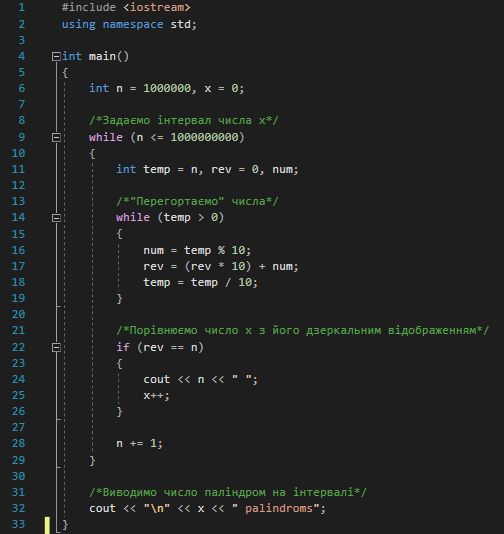 1 #include <iostream>
2 using namespace std;
3
4 int main()
5 {
6 int n = 1000000, x = 0;
7
8 /*Задаємо інтервал числа x*/
9 while (n <= 1000000000)
10 {
11 int temp = n, rev = 0, num;
12
13 /*"Перегортаємо" числа*/
14 while (temp > 0)
15 {
16 num = temp % 10;
17 rev = (rev * 10) + num;
18 temp = temp / 10;
19 }
20
21 /*Порівнюємо число x з його дзеркальним відображенням*/
22 if (rev == n)
23 {
24 cout << n << " ";
25 x++;
26 }
27
28 n += 1;
29 }
30
31 /*Виводимо число паліндром на інтервалі*/
32 cout << "\n" << x << " palindroms";
33 }